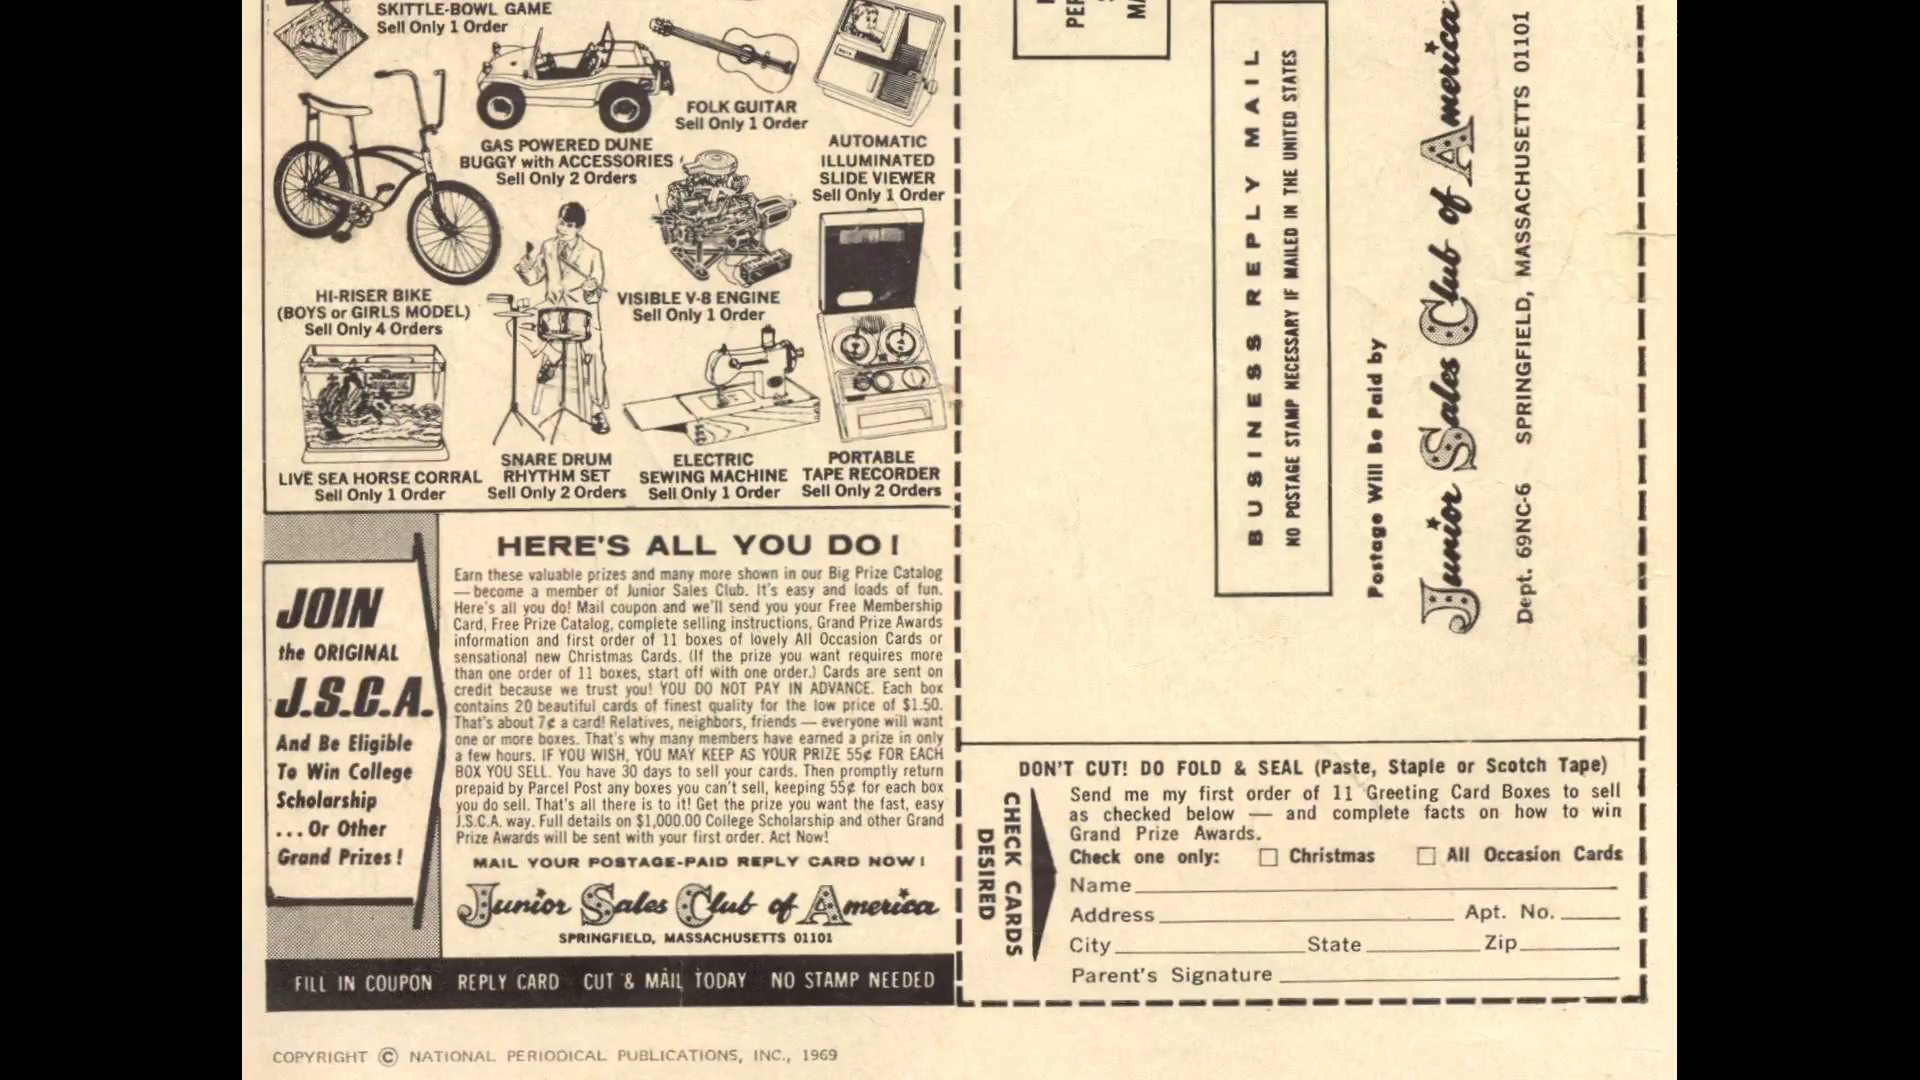 SKITTLE-BOWL GAME
Sell Only 1 Order
FOLK GUITAR
Sell Only 1 Order
GAS POWERED DUNE
BUGGY with ACCESSORIES
Sell Only 2 Orders
AUTOMATIC
ILLUMINATED
SLIDE VIEWER
Sell Only 1 Order
HI-RISER BIKE
(BOYS or GIRLS MODEL)
Sell Only 4 Orders
VISIBLE V-8 ENGINE
Sell Only 1 Order
LIVE SEA HORSE CORRAL
Sell Only 1 Order
SNARE DRUM
RHYTHM SET
Sell Only 2 Orders
ELECTRIC
SEWING MACHINE
Sell Only 1 Order
PORTABLE
TAPE RECORDER
Sell Only 2 Orders
JOIN
the ORIGINAL
J.S.C.A.
And Be Eligible
To Win College
Scholarship
...Or Other
Grand Prizes!
HERE'S ALL YOU DO!
Earn these valuable prizes and many more shown in our Big Prize Catalog
— become a member of Junior Sales Club. It's easy and loads of fun.
Here's all you do! Mail coupon and we'll send you your Free Membership
Card, Free Prize Catalog, complete selling instructions, Grand Prize Awards
information and first order of 11 boxes of lovely All Occasion Cards or
sensational new Christmas Cards. (If the prize you want requires more
than one order of 11 boxes, start off with one order.) Cards are sent on
credit because we trust you! YOU DO NOT PAY IN ADVANCE. Each box
contains 20 beautiful cards of finest quality for the low price of $1.50.
That's about 7¢ a card! Relatives, neighbors, friends — everyone will want
one or more boxes. That's why many members have earned a prize in only
a few hours. IF YOU WISH, YOU MAY KEEP AS YOUR PRIZE 55¢ FOR EACH
BOX YOU SELL. You have 30 days to sell your cards. Then promptly return
prepaid by Parcel Post any boxes you can't sell, keeping 55¢ for each box
you do sell. That's all there is to it! Get the prize you want the fast, easy
J.S.C.A. way. Full details on $1,000.00 College Scholarship and other Grand
Prize Awards will be sent with your first order. Act Now!
MAIL YOUR POSTAGE-PAID REPLY CARD NOW!
Junior Sales Club of America
SPRINGFIELD, MASSACHUSETTS 01101
FILL IN COUPON REPLY CARD CUT & MAIL TODAY NO STAMP NEEDED
COPYRIGHT © NATIONAL PERIODICAL PUBLICATIONS, INC., 1969
BUSINESS REPLY MAIL
NO POSTAGE STAMP NECESSARY IF MAILED IN THE UNITED STATES
Postage Will Be Paid by
Junior Sales Club of America
Dept. 69NC-6 SPRINGFIELD, MASSACHUSETTS 01101
DON'T CUT! DO FOLD & SEAL (Paste, Staple or Scotch Tape)
CHECK CARDS
DESIRED
Send me my first order of 11 Greeting Card Boxes to sell
as checked below — and complete facts on how to win
Grand Prize Awards.
Check one only: Christmas All Occasion Cards
Name
Address Apt. No.
City State Zip
Parent's Signature